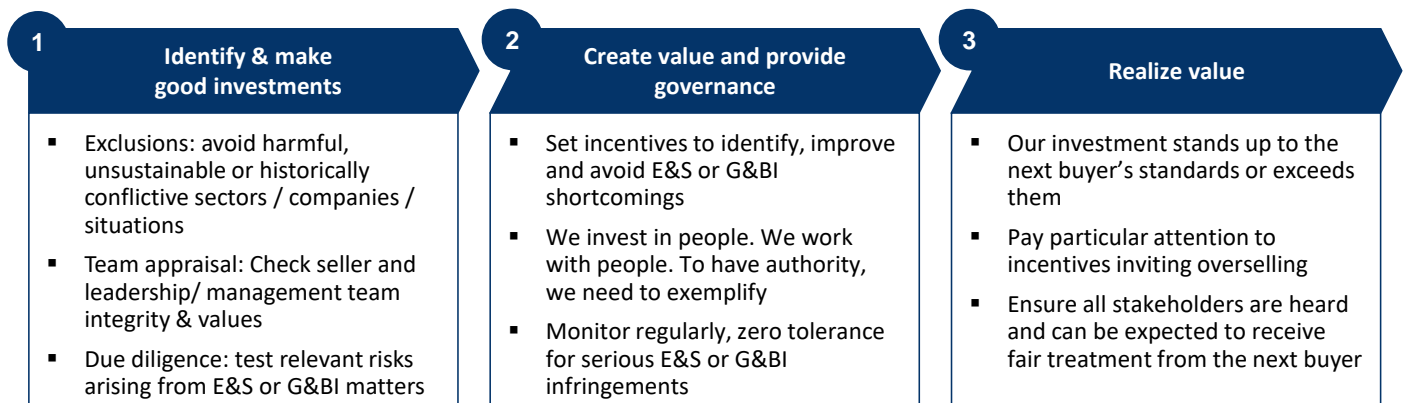 1
Identify & make
good investments
▪ Exclusions: avoid harmful,
unsustainable or historically
conflictive sectors / companies /
situations
▪ Team appraisal: Check seller and
leadership/ management team
integrity & values
▪ Due diligence: test relevant risks
arising from E&S or G&BI matters
2
Create value and provide
governance
▪ Set incentives to identify, improve
and avoid E&S or G&BI
shortcomings
▪ We invest in people. We work
with people. To have authority,
we need to exemplify
▪ Monitor regularly, zero tolerance
for serious E&S or G&BI
infringements
3
Realize value
▪ Our investment stands up to the
next buyer's standards or exceeds
them
▪ Pay particular attention to
incentives inviting overselling
▪ Ensure all stakeholders are heard
and can be expected to receive
fair treatment from the next buyer